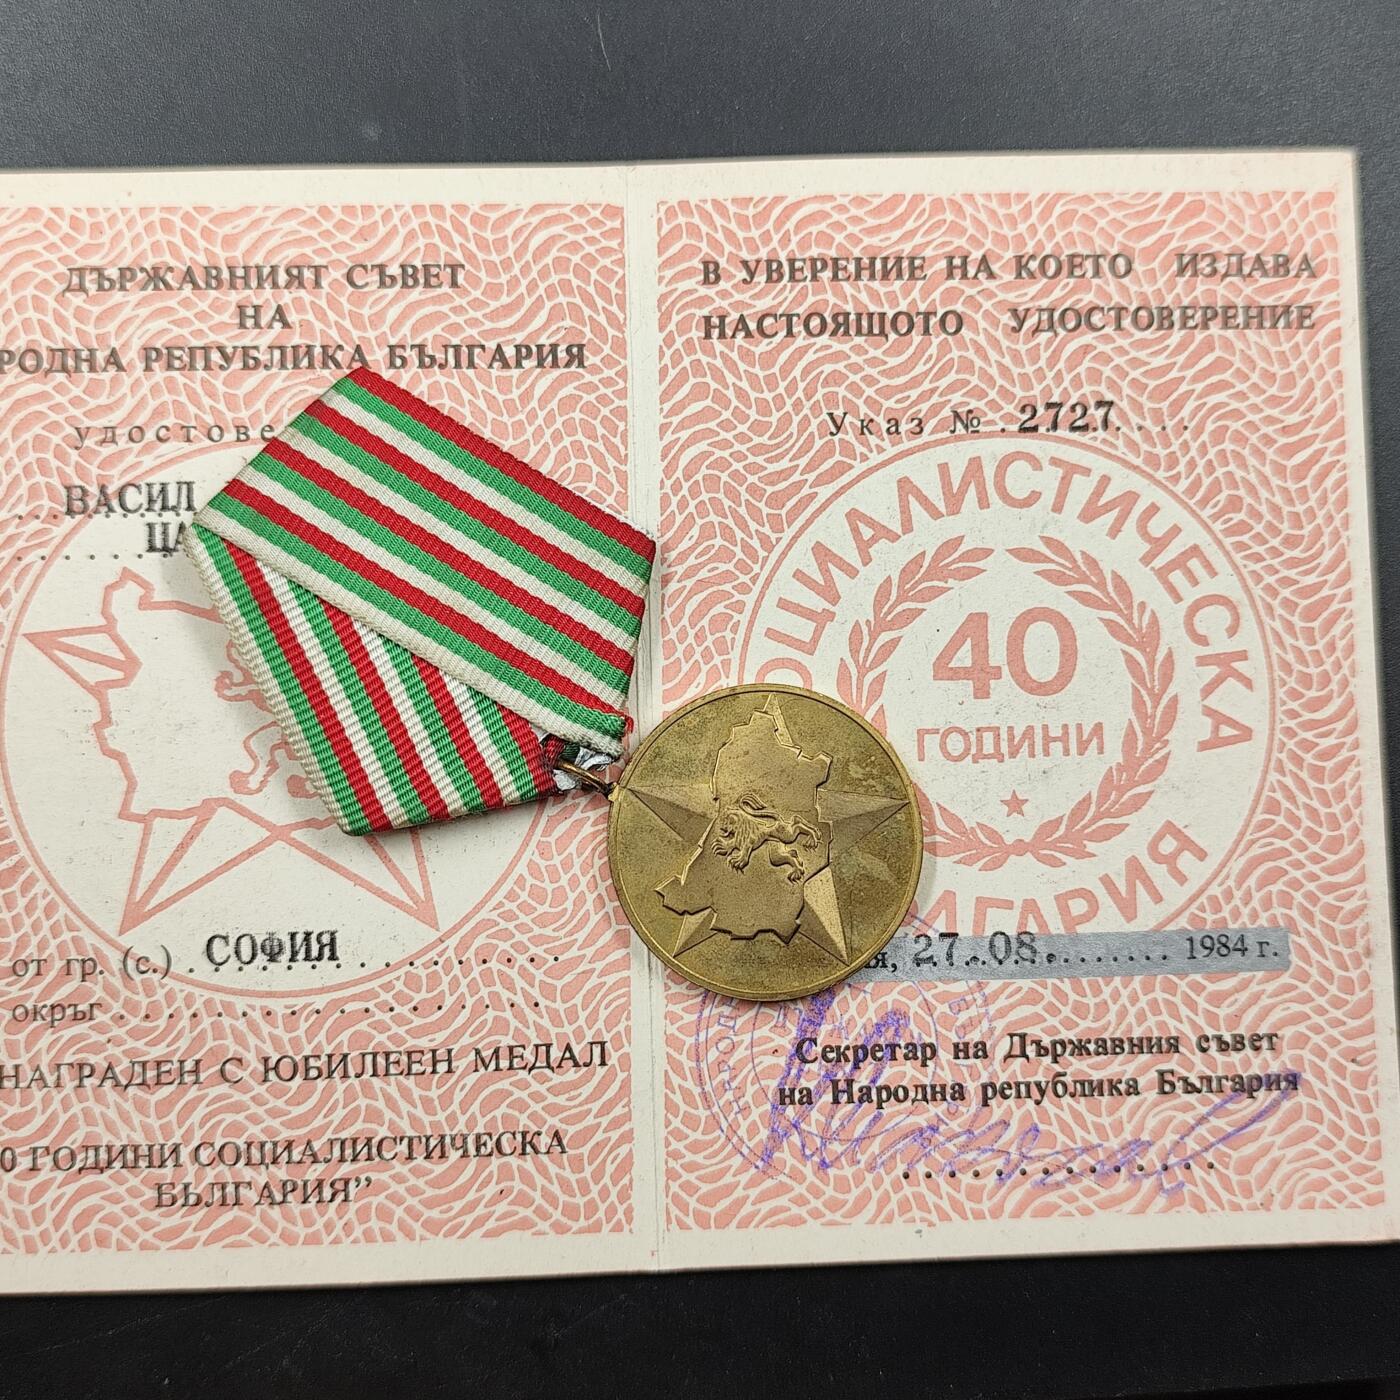 ДЪРЖАВНИЯТ СЪВЕТ
НА
РОДНА РЕПУБЛИКА БЪЛГАРИЯ
удостове
ВАСИЛ
ЦА
от гр. (с.) СОФИЯ
окръг
НАГРАДЕН С ЮБИЛЕЕН МЕДАЛ
0 ГОДИНИ СОЦИАЛИСТИЧЕСКА
БЪЛГАРИЯ”
В УВЕРЕНИЕ НА КОЕТО ИЗДАВА
НАСТОЯЩОТО УДОСТОВЕРЕНИЕ
Указ № 2727
ОЦИАЛИСТИЧЕСКА
40
ГОДИНИ
ЛГАРИЯ
я, 27.08. 1984 г.
Секретар на Държавния съвет
на Народна република България